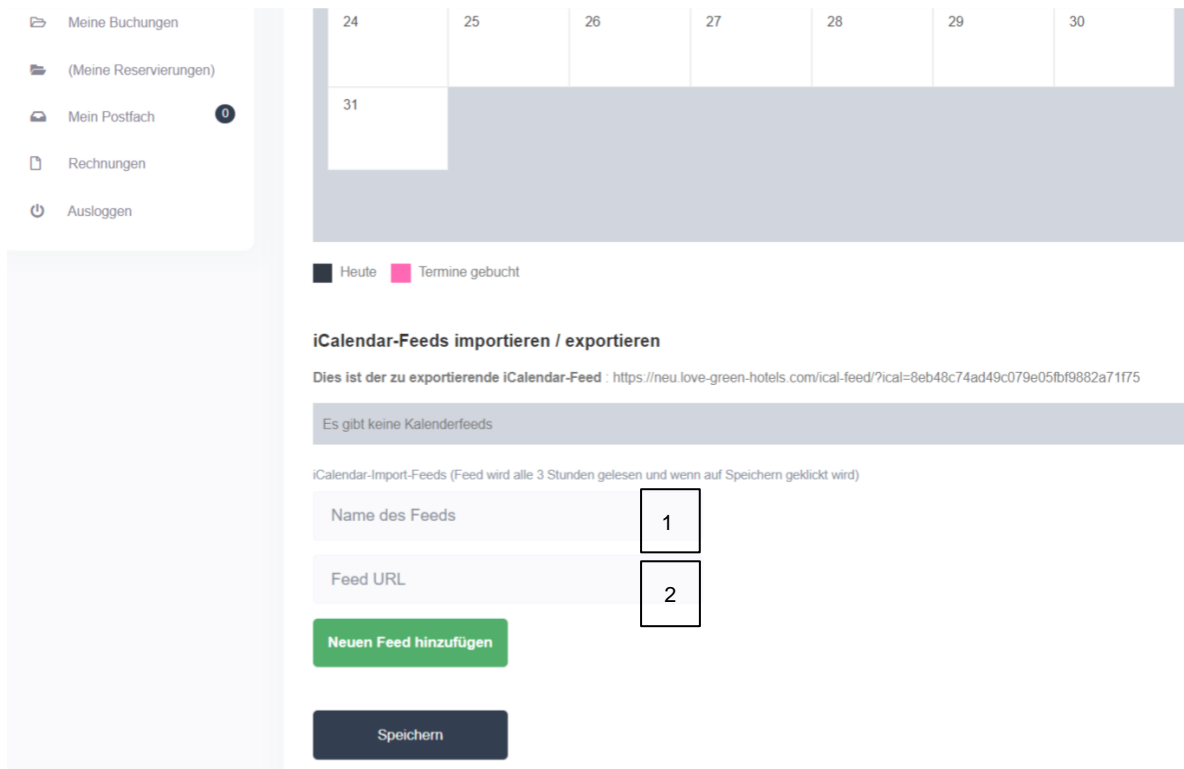 Meine Buchungen
(Meine Reservierungen)
Mein Postfach 0
Rechnungen
Ausloggen
24 25 26 27 28 29 30
31
Heute Termine gebucht
iCalendar-Feeds importieren / exportieren
Dies ist der zu exportierende iCalendar-Feed : https://neu.love-green-hotels.com/ical-feed/?ical=8eb48c74ad49c079e05fbf9882a71f75
Es gibt keine Kalenderfeeds
iCalendar-Import-Feeds (Feed wird alle 3 Stunden gelesen und wenn auf Speichern geklickt wird)
Name des Feeds 1
Feed URL 2
Neuen Feed hinzufügen
Speichern